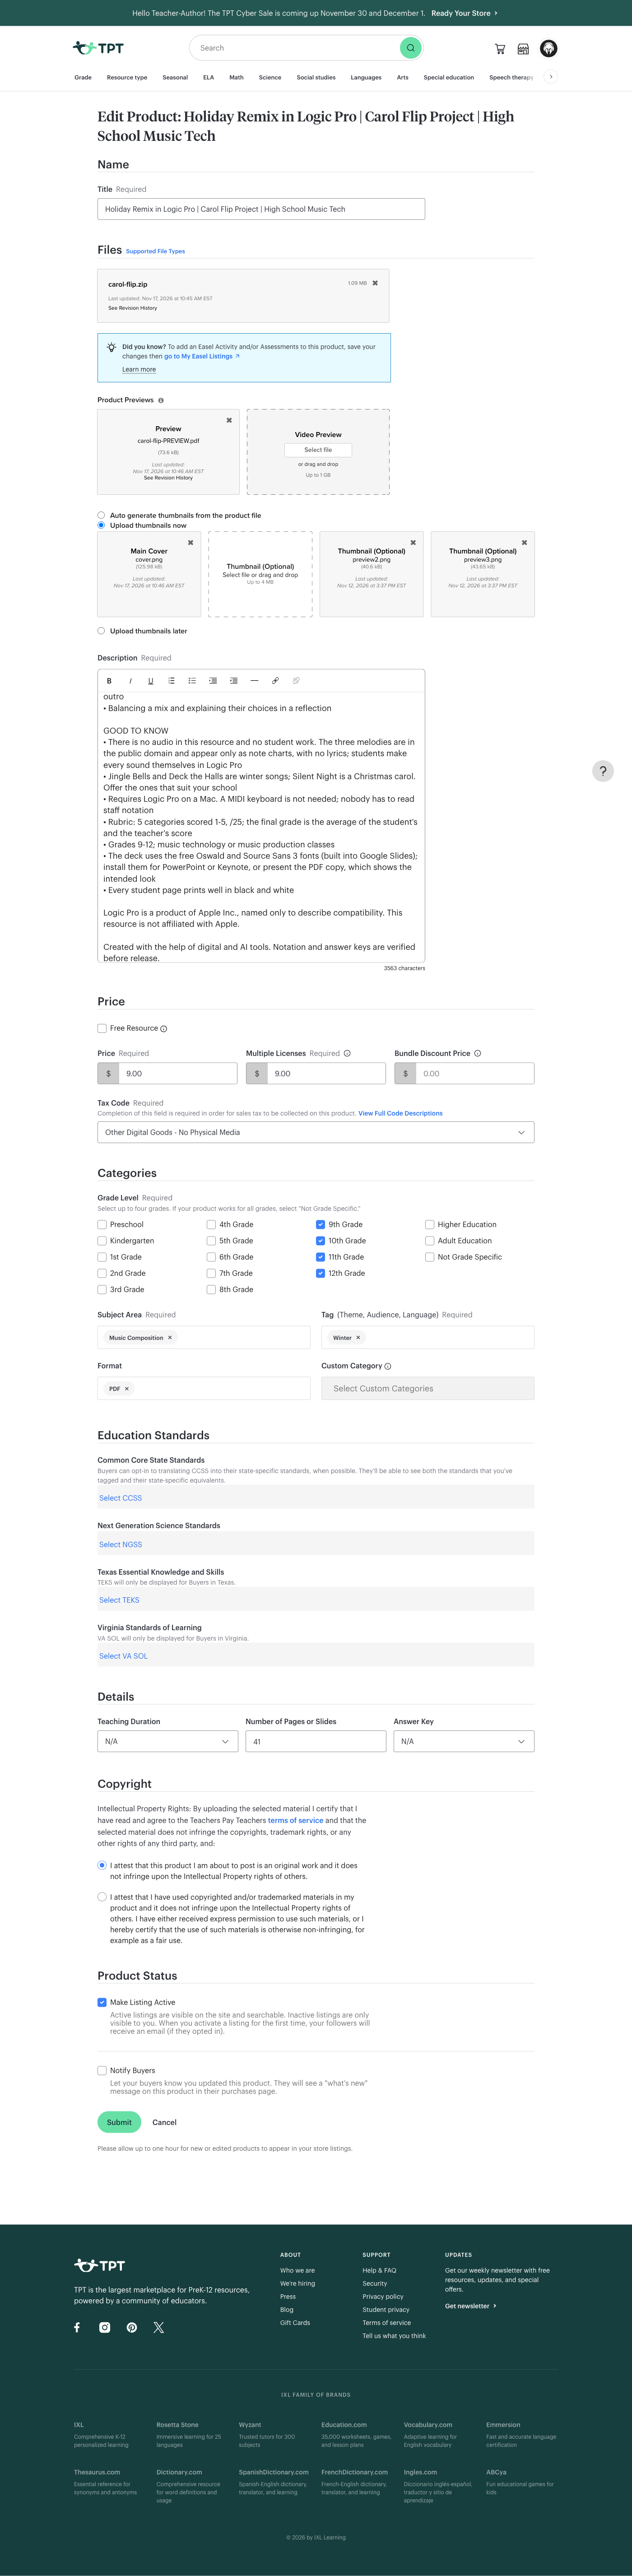 Hello Teacher-Author! The TPT Cyber Sale is coming up November 30 and December 1. Ready Your Store
TPT
Search
Grade Resource type Seasonal ELA Math Science Social studies Languages Arts Special education Speech therapy
Edit Product: Holiday Remix in Logic Pro | Carol Flip Project | High
School Music Tech
Name
Title Required
Holiday Remix in Logic Pro | Carol Flip Project | High School Music Tech
Files Supported File Types
carol-flip.zip
1.09 MB
Last updated: Nov 17, 2026 at 10:45 AM EST
See Revision History
Did you know? To add an Easel Activity and/or Assessments to this product, save your
changes then go to My Easel Listings
Learn more
Product Previews
Preview
carol-flip-PREVIEW.pdf
(73.6 kB)
Last updated:
Nov 17, 2026 at 10:46 AM EST
See Revision History
Video Preview
Select file
or drag and drop
Up to 1 GB
Auto generate thumbnails from the product file
Upload thumbnails now
Main Cover
cover.png
(125.98 kB)
Last updated:
Nov 17, 2026 at 10:46 AM EST
Thumbnail (Optional)
Select file or drag and drop
Up to 4 MB
Thumbnail (Optional)
preview2.png
(40.6 kB)
Last updated:
Nov 12, 2026 at 3:37 PM EST
Thumbnail (Optional)
preview3.png
(43.65 kB)
Last updated:
Nov 12, 2026 at 3:37 PM EST
Upload thumbnails later
Description Required
B I U
outro
• Balancing a mix and explaining their choices in a reflection
GOOD TO KNOW
• There is no audio in this resource and no student work. The three melodies are in
the public domain and appear only as note charts, with no lyrics; students make
every sound themselves in Logic Pro
• Jingle Bells and Deck the Halls are winter songs; Silent Night is a Christmas carol.
Offer the ones that suit your school
• Requires Logic Pro on a Mac. A MIDI keyboard is not needed; nobody has to read
staff notation
• Rubric: 5 categories scored 1-5, /25; the final grade is the average of the student's
and the teacher's score
• Grades 9-12; music technology or music production classes
• The deck uses the free Oswald and Source Sans 3 fonts (built into Google Slides);
install them for PowerPoint or Keynote, or present the PDF copy, which shows the
intended look
• Every student page prints well in black and white
Logic Pro is a product of Apple Inc., named only to describe compatibility. This
resource is not affiliated with Apple.
Created with the help of digital and AI tools. Notation and answer keys are verified
before release.
3563 characters
?
Price
Free Resource
Price Required
$ 9.00
Multiple Licenses Required
$ 9.00
Bundle Discount Price
$ 0.00
Tax Code Required
Completion of this field is required in order for sales tax to be collected on this product. View Full Code Descriptions
Other Digital Goods - No Physical Media
Categories
Grade Level Required
Select up to four grades. If your product works for all grades, select "Not Grade Specific."
Preschool 4th Grade 9th Grade Higher Education
Kindergarten 5th Grade 10th Grade Adult Education
1st Grade 6th Grade 11th Grade Not Grade Specific
2nd Grade 7th Grade 12th Grade
3rd Grade 8th Grade
Subject Area Required
Music Composition
Tag (Theme, Audience, Language) Required
Winter
Format
PDF
Custom Category
Select Custom Categories
Education Standards
Common Core State Standards
Buyers can opt-in to translating CCSS into their state-specific standards, when possible. They'll be able to see both the standards that you've
tagged and their state-specific equivalents.
Select CCSS
Next Generation Science Standards
Select NGSS
Texas Essential Knowledge and Skills
TEKS will only be displayed for Buyers in Texas.
Select TEKS
Virginia Standards of Learning
VA SOL will only be displayed for Buyers in Virginia.
Select VA SOL
Details
Teaching Duration
N/A
Number of Pages or Slides
41
Answer Key
N/A
Copyright
Intellectual Property Rights: By uploading the selected material I certify that I
have read and agree to the Teachers Pay Teachers terms of service and that the
selected materials does not infringe the copyrights, trademark rights, or any
other rights of any third party, and:
I attest that this product I am about to post is an original work and it does
not infringe upon the Intellectual Property rights of others.
I attest that I have used copyrighted and/or trademarked materials in my
product and it does not infringe upon the Intellectual Property rights of
others. I have either received express permission to use such materials, or I
hereby certify that the use of such materials is otherwise non-infringing, for
example as a fair use.
Product Status
Make Listing Active
Active listings are visible on the site and searchable. Inactive listings are only
visible to you. When you activate a listing for the first time, your followers will
receive an email (if they opted in).
Notify Buyers
Let your buyers know you updated this product. They will see a "what's new"
message on this product in their purchases page.
Submit Cancel
Please allow up to one hour for new or edited products to appear in your store listings.
TPT
TPT is the largest marketplace for PreK-12 resources,
powered by a community of educators.
ABOUT
Who we are
We're hiring
Press
Blog
Gift Cards
SUPPORT
Help & FAQ
Security
Privacy policy
Student privacy
Terms of service
Tell us what you think
UPDATES
Get our weekly newsletter with free
resources, updates, and special
offers.
Get newsletter
IXL FAMILY OF BRANDS
IXL
Comprehensive K-12
personalized learning
Rosetta Stone
Immersive learning for 25
languages
Wyzant
Trusted tutors for 300
subjects
Education.com
35,000 worksheets, games,
and lesson plans
Vocabulary.com
Adaptive learning for
English vocabulary
Emmersion
Fast and accurate language
certification
Thesaurus.com
Essential reference for
synonyms and antonyms
Dictionary.com
Comprehensive resource
for word definitions and
usage
SpanishDictionary.com
Spanish-English dictionary,
translator, and learning
FrenchDictionary.com
French-English dictionary,
translator, and learning
Ingles.com
Diccionario inglés-español,
traductor y sitio de
aprendizaje
ABCya
Fun educational games for
kids
© 2026 by IXL Learning